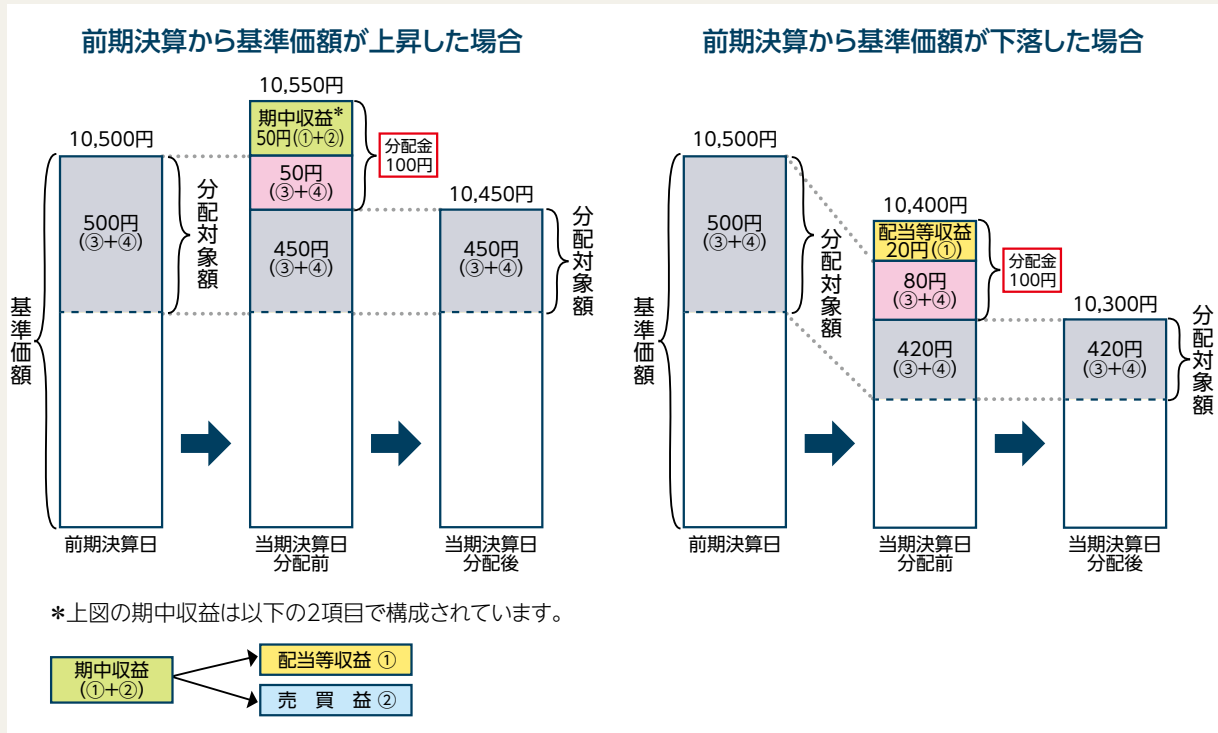 前期決算から基準価額が上昇した場合
10,500円
500円
(③+④)
分配対象額
基準価額
前期決算日
10,550円
期中収益*
50円(①+②)
50円
(③+④)
450円
(③+④)
分配金
100円
当期決算日
分配前
10,450円
450円
(③+④)
分配対象額
当期決算日
分配後
前期決算から基準価額が下落した場合
10,500円
500円
(③+④)
分配対象額
基準価額
前期決算日
10,400円
配当等収益
20円(①)
80円
(③+④)
420円
(③+④)
分配金
100円
当期決算日
分配前
10,300円
420円
(③+④)
分配対象額
当期決算日
分配後
*上図の期中収益は以下の2項目で構成されています。
期中収益
(①+②)
配当等収益 ①
売 買 益 ②